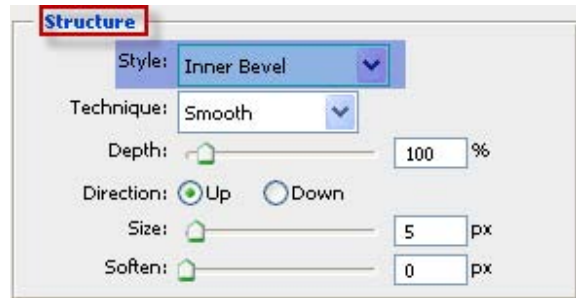 Structure
Style: Inner Bevel
Technique: Smooth
Depth: 100 %
Direction: Up Down
Size: 5 px
Soften: 0 px